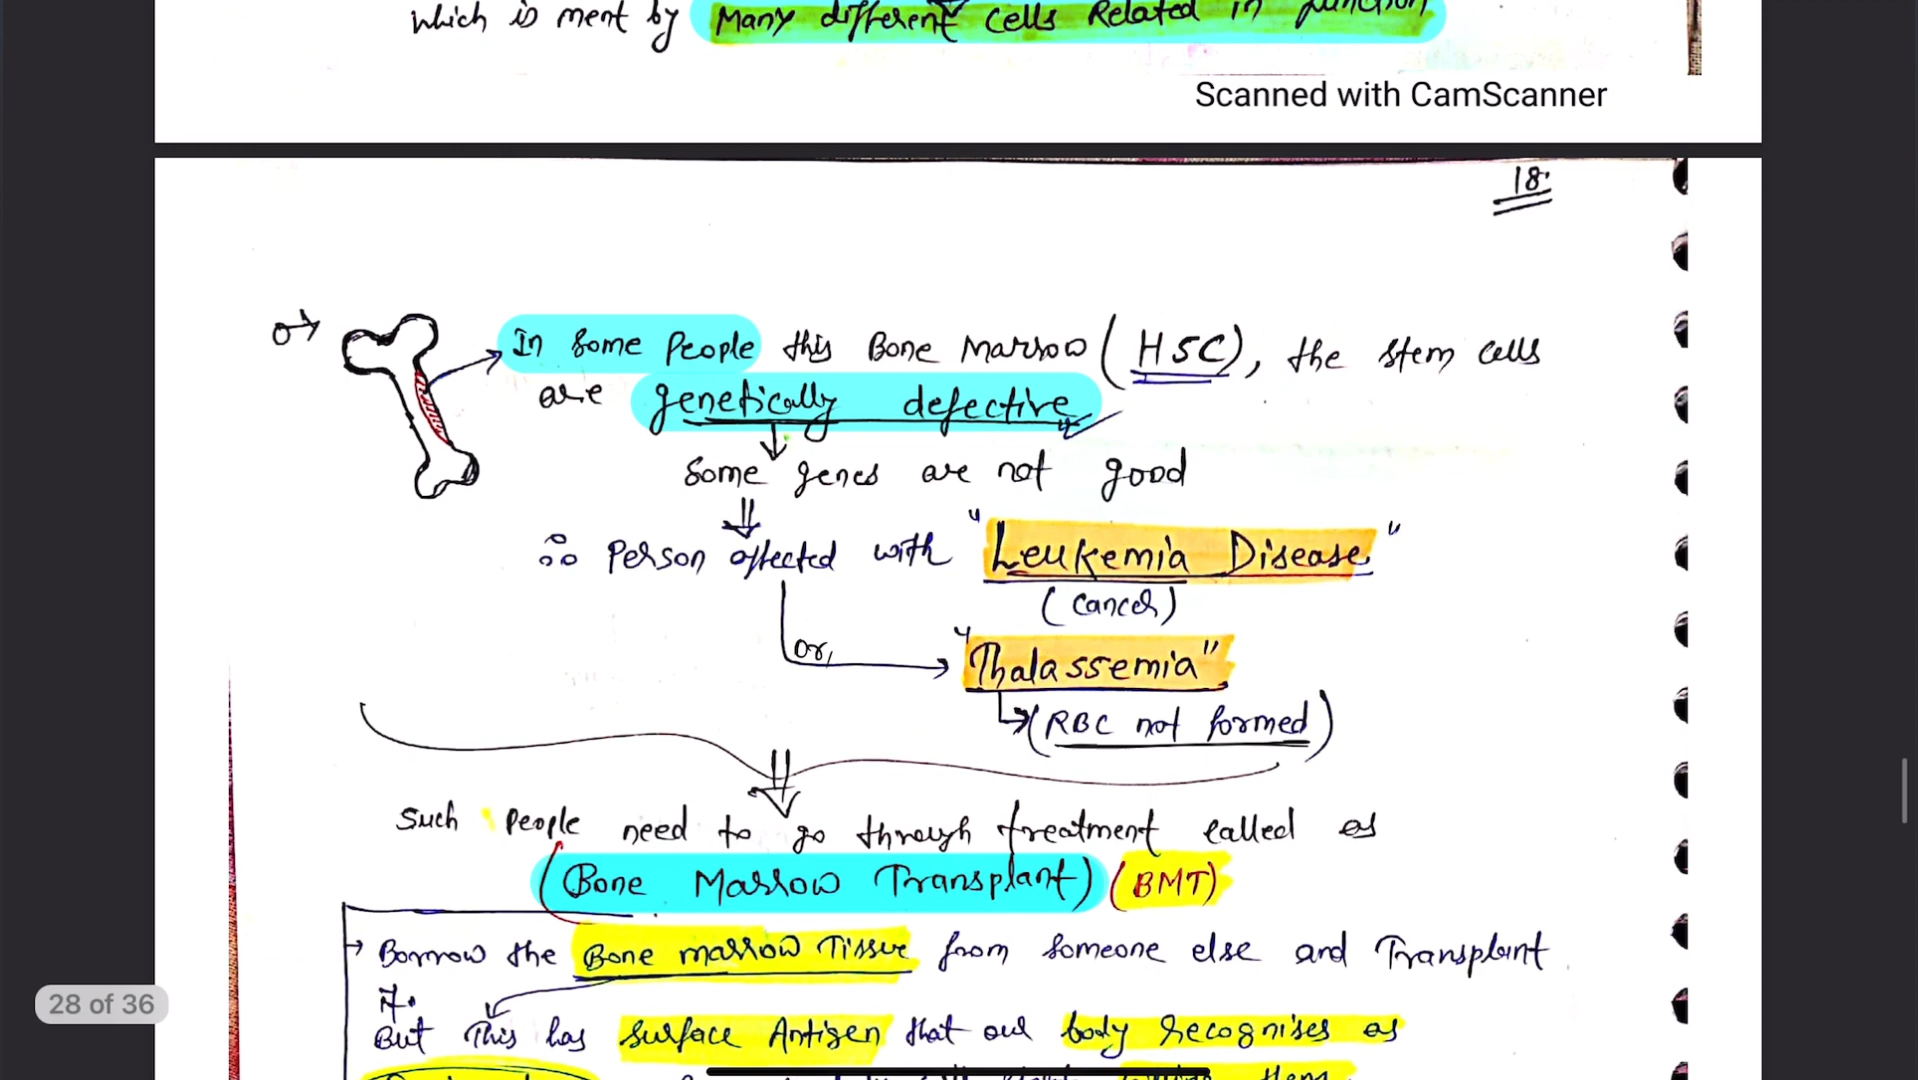 which is ment by Many different Cells Related in function
Scanned with CamScanner
18.
In Some People this Bone Marrow (HSC), the stem cells
are genetically defective
Some genes are not good
∴ Person affected with "Leukemia Disease"
(Cancer)
or, "Thalassemia"
(RBC not formed)
Such People need to go through treatment called as
(Bone Marrow Transplant) (BMT)
→ Borrow the Bone marrow Tissue from someone else and Transplant
it.
28 of 36
But This has Surface Antigen that our body recognises as